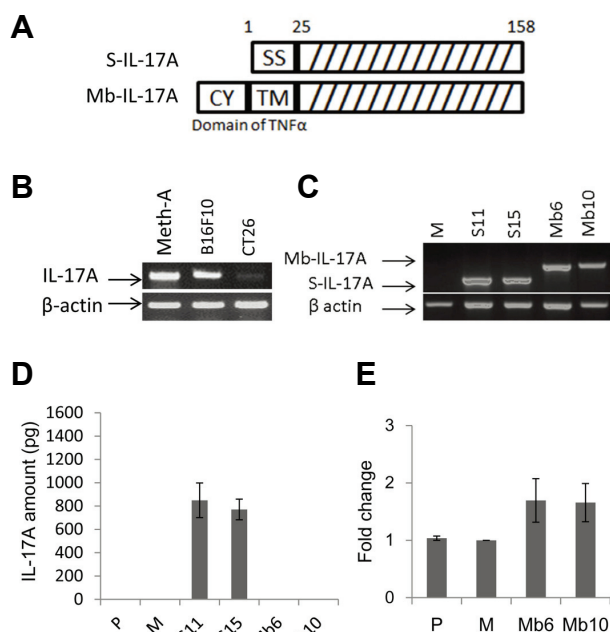 A
1 25 158
S-IL-17A SS
Mb-IL-17A CY TM
Domain of TNFα
B
Meth-A B16F10 CT26
IL-17A
β-actin
C
M S11 S15 Mb6 Mb10
Mb-IL-17A
S-IL-17A
β actin
D
IL-17A amount (pg)
1600
1400
1200
1000
800
600
400
200
0
P M S11 S15
E
Fold change
3
2
1
0
P M Mb6 Mb10